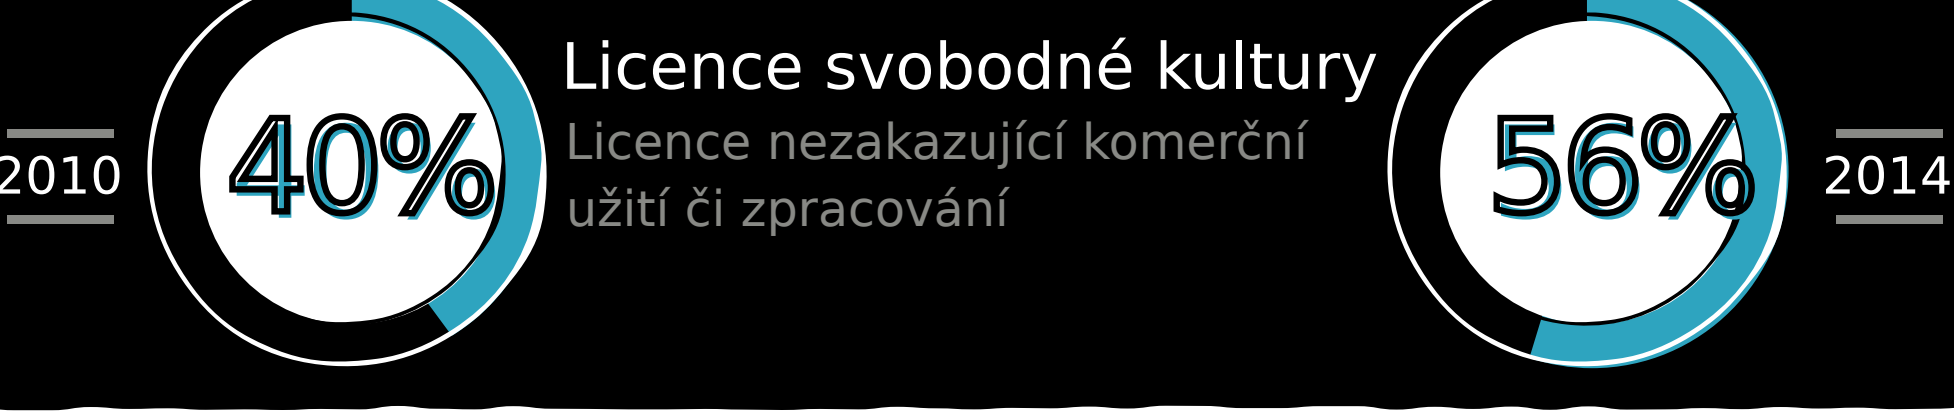 Licence svobodné kultury
40%
56%
Licence nezakazující komerční
2010
2014
užití či zpracování